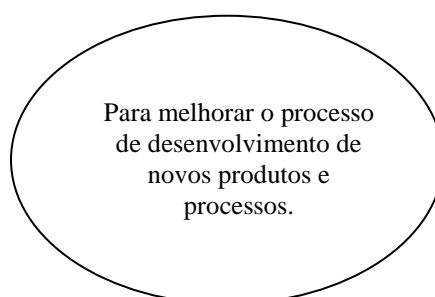 Para melhorar o processo
de desenvolvimento de
novos produtos e
processos.